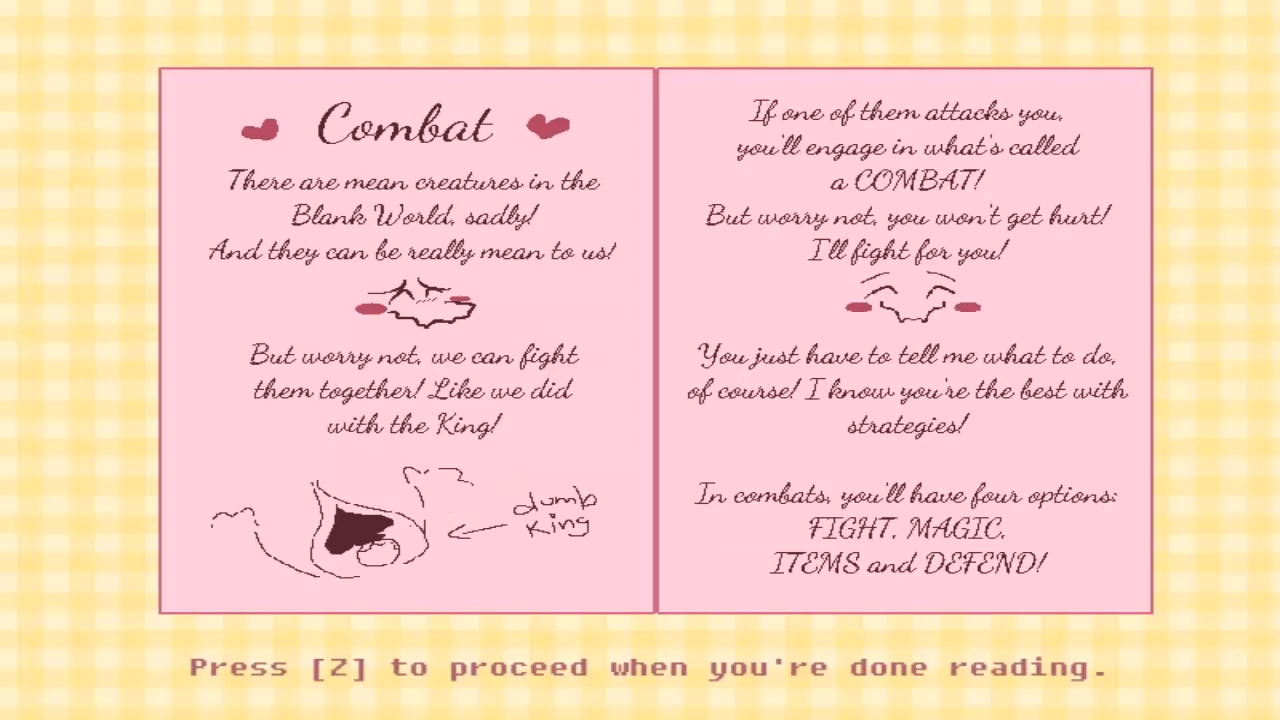 Combat
There are mean creatures in the
Blank World, sadly!
And they can be really mean to us!
But worry not, we can fight
them together! Like we did
with the King!
dumb
King
If one of them attacks you,
you'll engage in what's called
a COMBAT!
But worry not, you won't get hurt!
I'll fight for you!
You just have to tell me what to do,
of course! I know you're the best with
strategies!
In combats, you'll have four options:
FIGHT, MAGIC,
ITEMS and DEFEND!
Press [Z] to proceed when you're done reading.